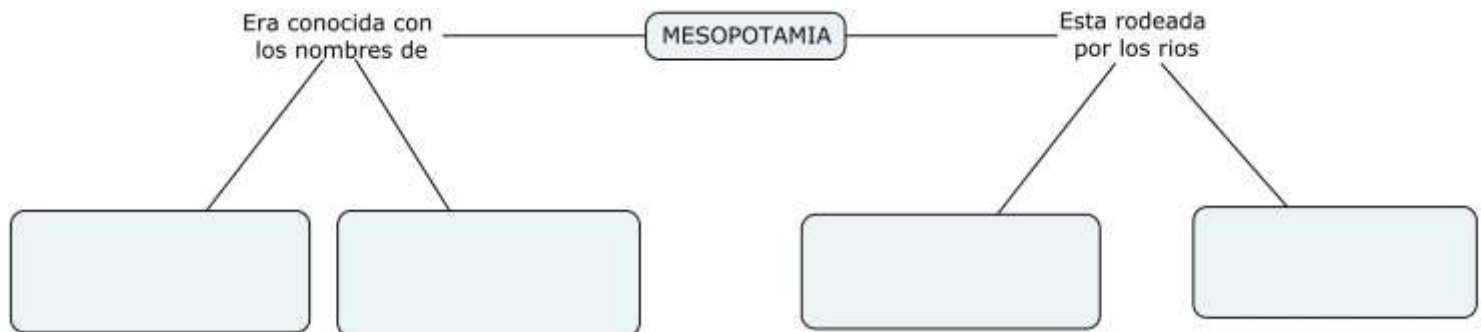 Era conocida con
los nombres de
MESOPOTAMIA
Esta rodeada
por los rios